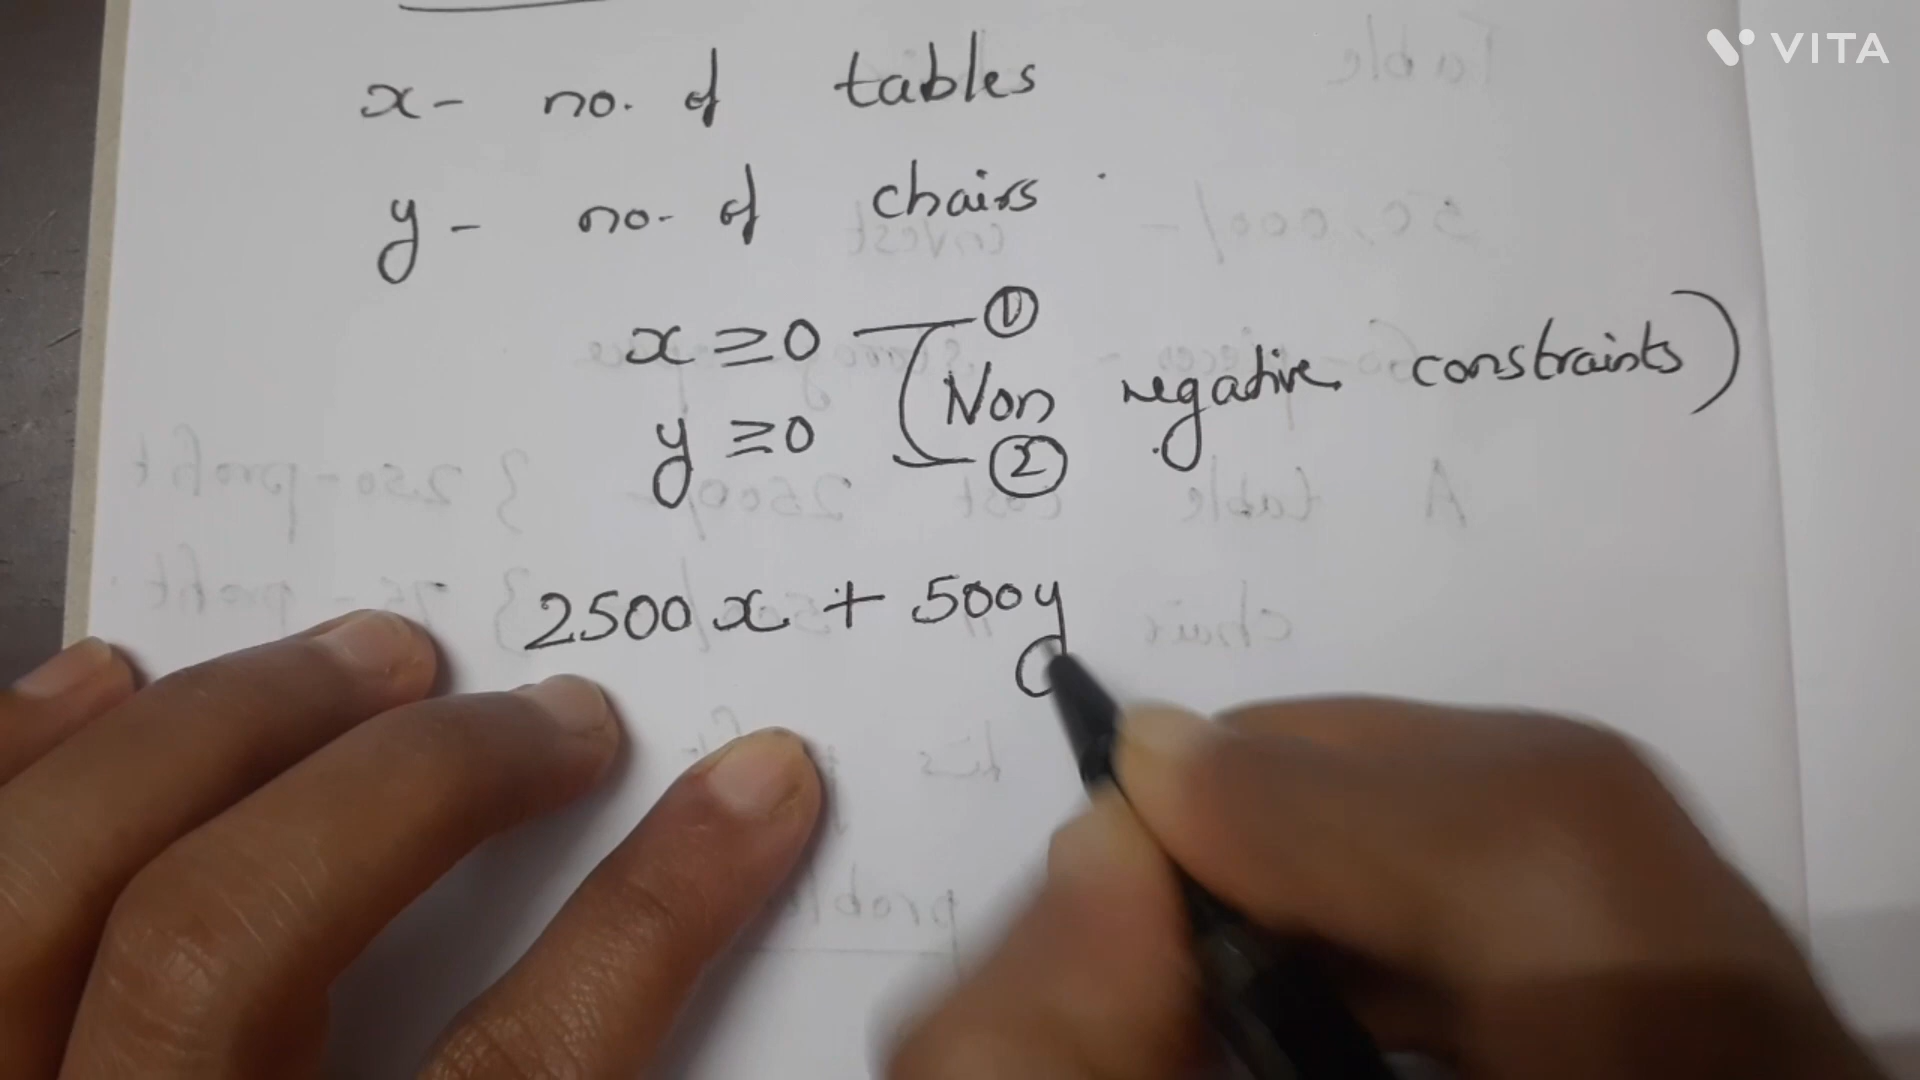 VITA
x - no. of tables
y - no. of chairs
x ≥ 0 — ①
(Non negative constraints)
y ≥ 0 — ②
2500x + 500y